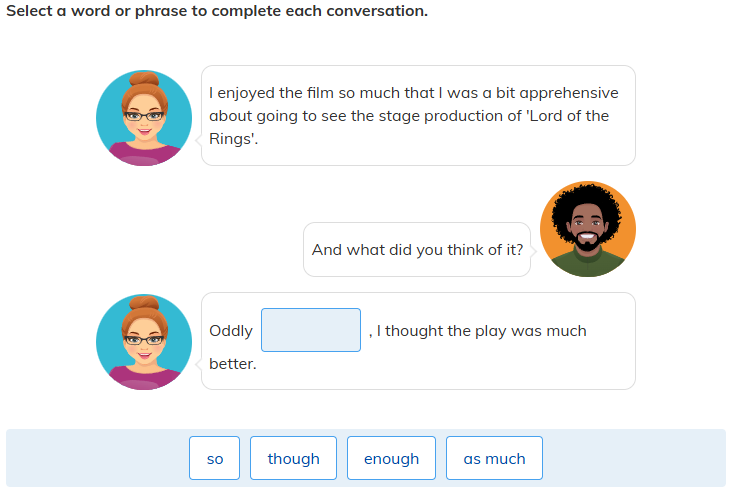 Select a word or phrase to complete each conversation.
I enjoyed the film so much that I was a bit apprehensive
about going to see the stage production of 'Lord of the
Rings'.
And what did you think of it?
Oddly , I thought the play was much
better.
so though enough as much